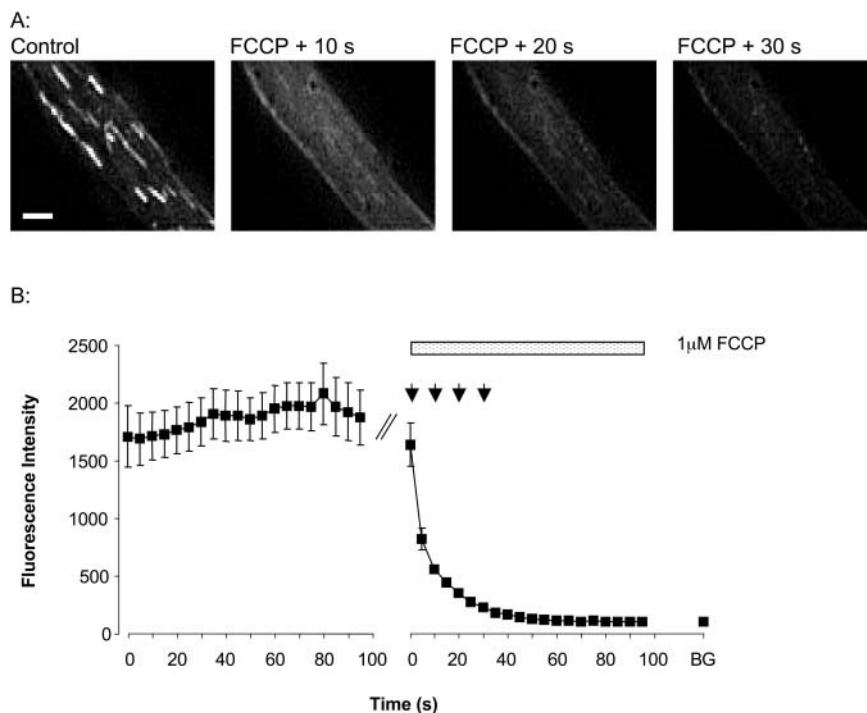 A:
Control FCCP + 10 s FCCP + 20 s FCCP + 30 s
B:
1μM FCCP
2500
2000
1500
1000
500
0
Fluorescence Intensity
0 20 40 60 80 100 0 20 40 60 80 100 BG
Time (s)